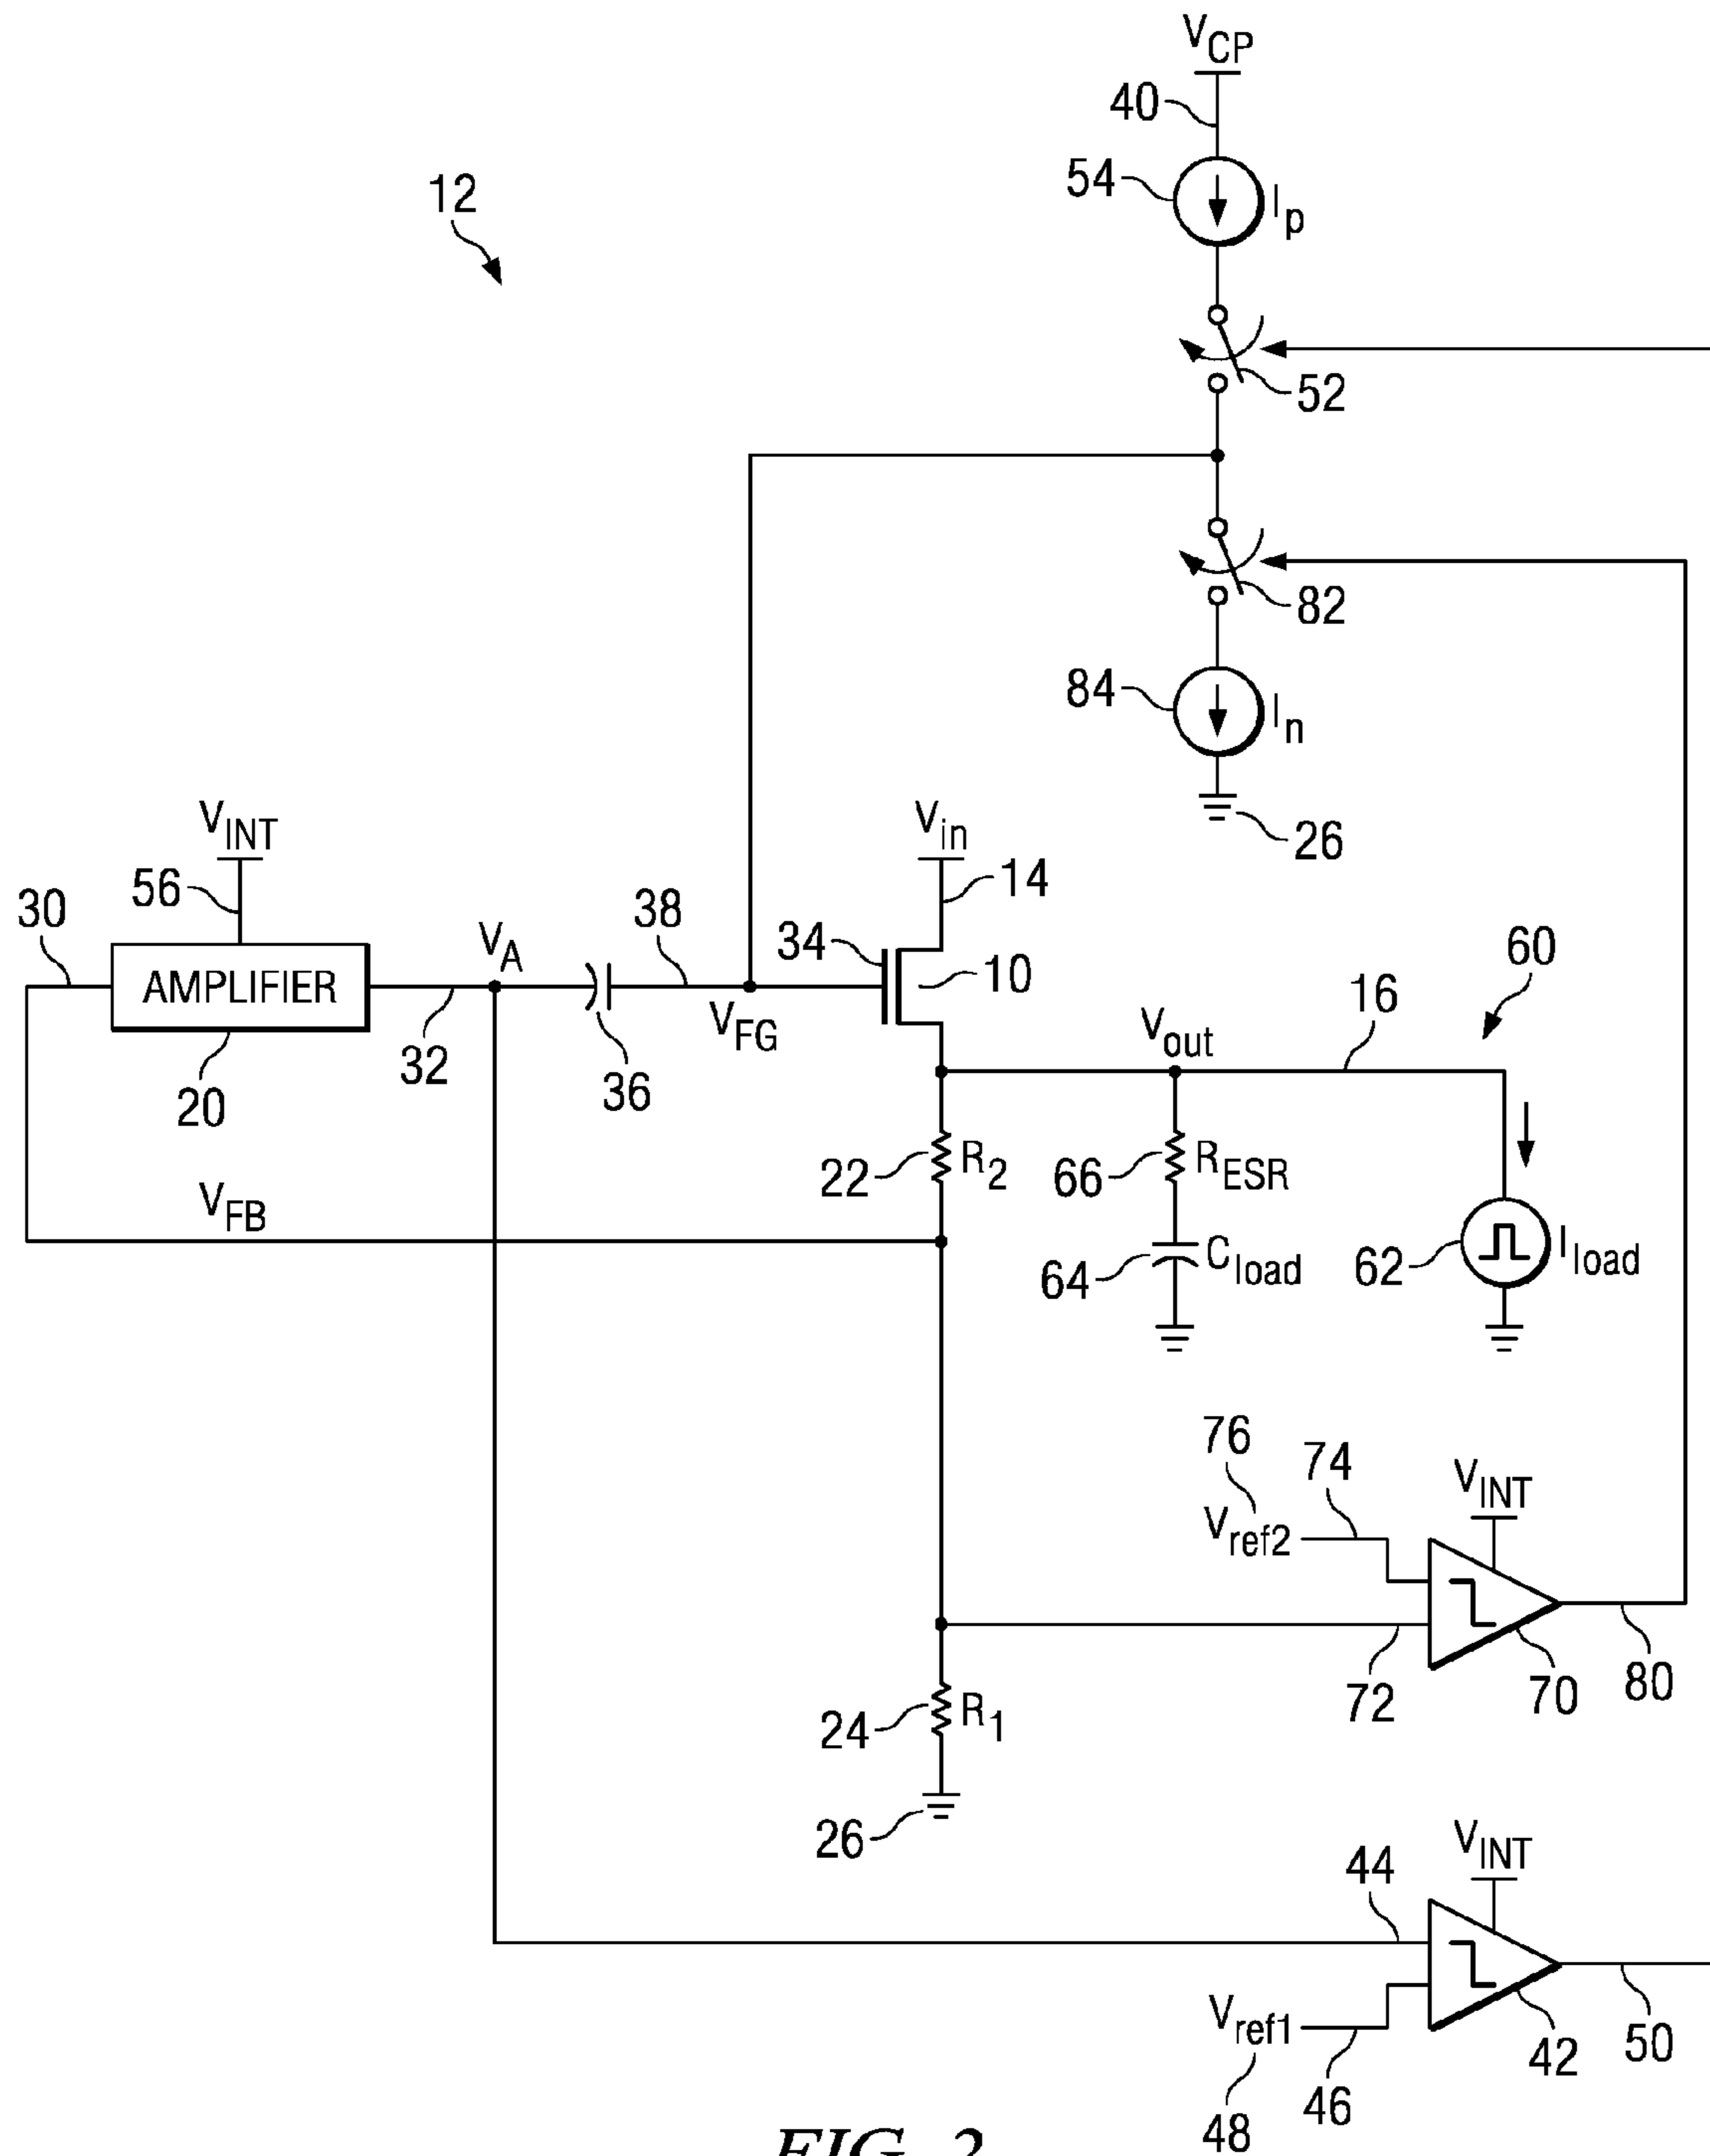 V_CP
40
54
I_p
12
52
82
84
I_n
26
V_INT
V_in
56
14
30
38
34
V_A
AMPLIFIER
10
60
16
V_FG
V_out
32
36
20
22
R_2
66
R_ESR
V_FB
64
C_load
62
I_load
76
74
V_INT
V_ref2
72
70
80
24
R_1
26
V_INT
44
V_ref1
46
42
50
48
FIG. 2